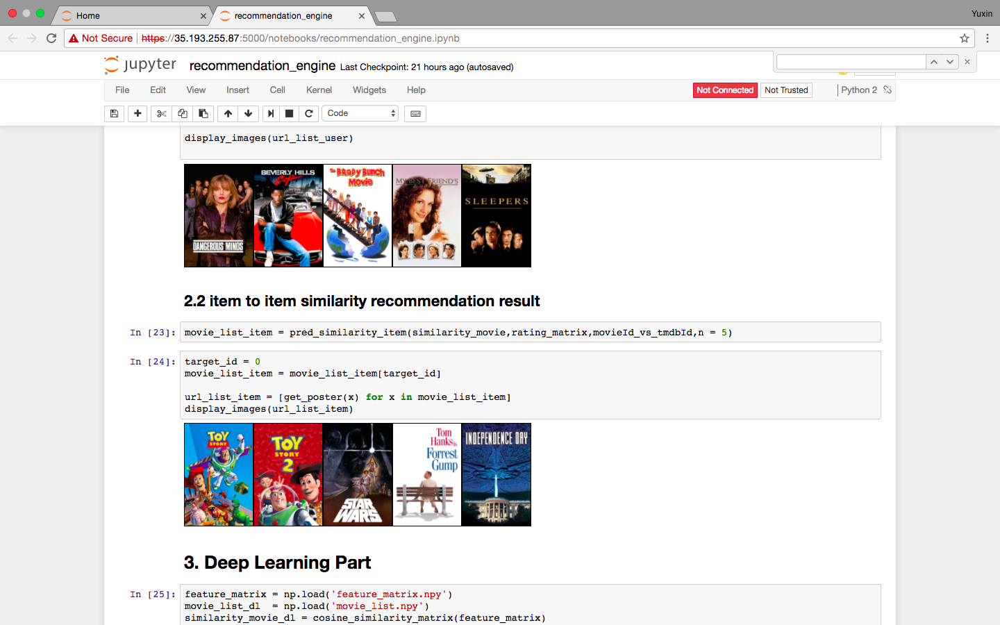 Home
recommendation_engine
Yuxin
Not Secure https://35.193.255.87:5000/notebooks/recommendation_engine.ipynb
jupyter recommendation_engine Last Checkpoint: 21 hours ago (autosaved)
File Edit View Insert Cell Kernel Widgets Help Not Connected Not Trusted Python 2
Code
display_images(url_list_user)
DANGEROUS MINDS
BEVERLY HILLS
Cop
The BRADY BUNCH
MOVIE
MY BEST FRIEND'S
SLEEPERS
2.2 item to item similarity recommendation result
In [23]: movie_list_item = pred_similarity_item(similarity_movie,rating_matrix,movieId_vs_tmdbId,n = 5)
In [24]: target_id = 0
movie_list_item = movie_list_item[target_id]
url_list_item = [get_poster(x) for x in movie_list_item]
display_images(url_list_item)
TOY
STORY
TOY
STORY
2
STAR
WARS
Tom
Hanks is
Forrest
Gump
INDEPENDENCE DAY
3. Deep Learning Part
In [25]: feature_matrix = np.load('feature_matrix.npy')
movie_list_dl  = np.load('movie_list.npy')
similarity_movie_dl = cosine_similarity_matrix(feature_matrix)